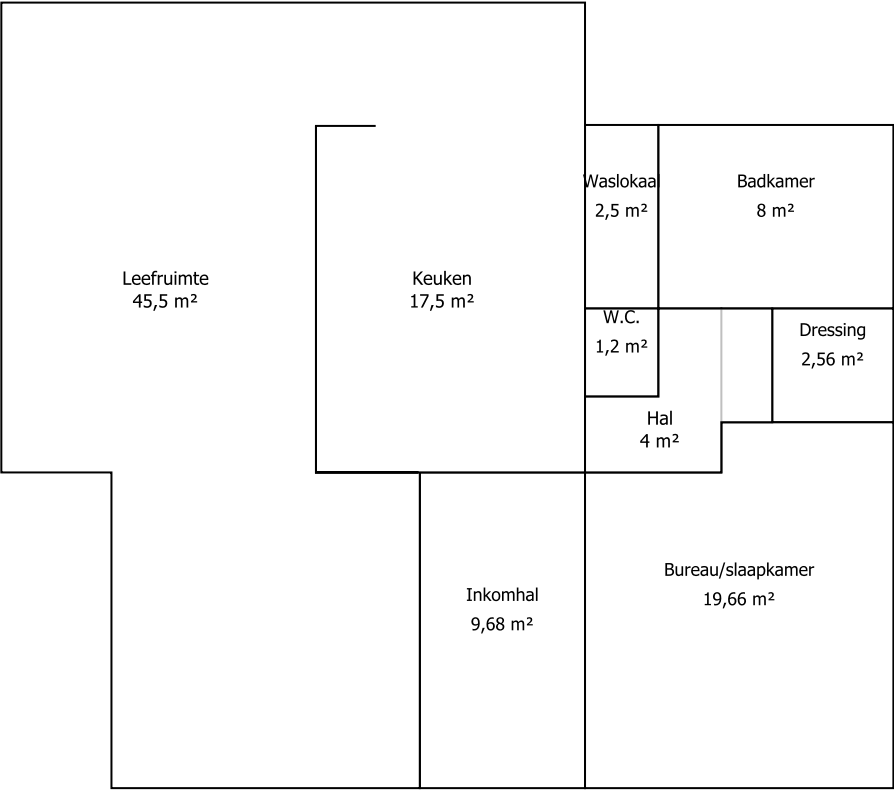 Waslokaal
2,5 m²
Badkamer
8 m²
Leefruimte
45,5 m²
Keuken
17,5 m²
W.C.
1,2 m²
Dressing
2,56 m²
Hal
4 m²
Bureau/slaapkamer
19,66 m²
Inkomhal
9,68 m²